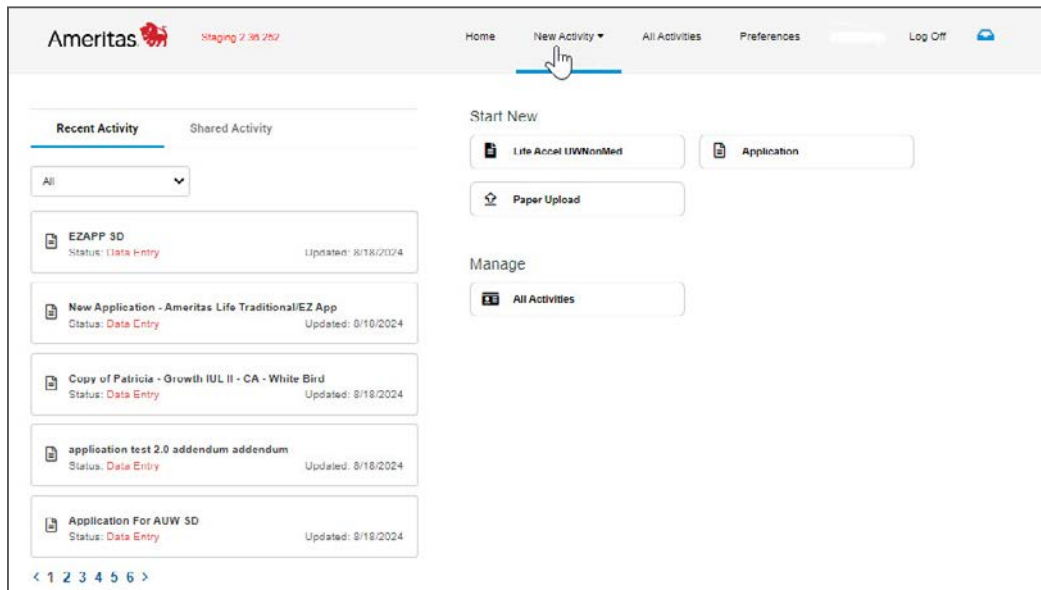 Ameritas
Staging 2.38.252
Home
New Activity
All Activities
Preferences
Log Off
Recent Activity
Shared Activity
All
EZAPP SD
Status: Data Entry
Updated: 8/18/2024
New Application - Ameritas Life Traditional/EZ App
Status: Data Entry
Updated: 8/18/2024
Copy of Patricia - Growth IUL II - CA - White Bird
Status: Data Entry
Updated: 8/18/2024
application test 2.0 addendum addendum
Status: Data Entry
Updated: 8/18/2024
Application For AUW SD
Status: Data Entry
Updated: 8/18/2024
< 1 2 3 4 5 6 >
Start New
Life Accel UWNonMed
Application
Paper Upload
Manage
All Activities